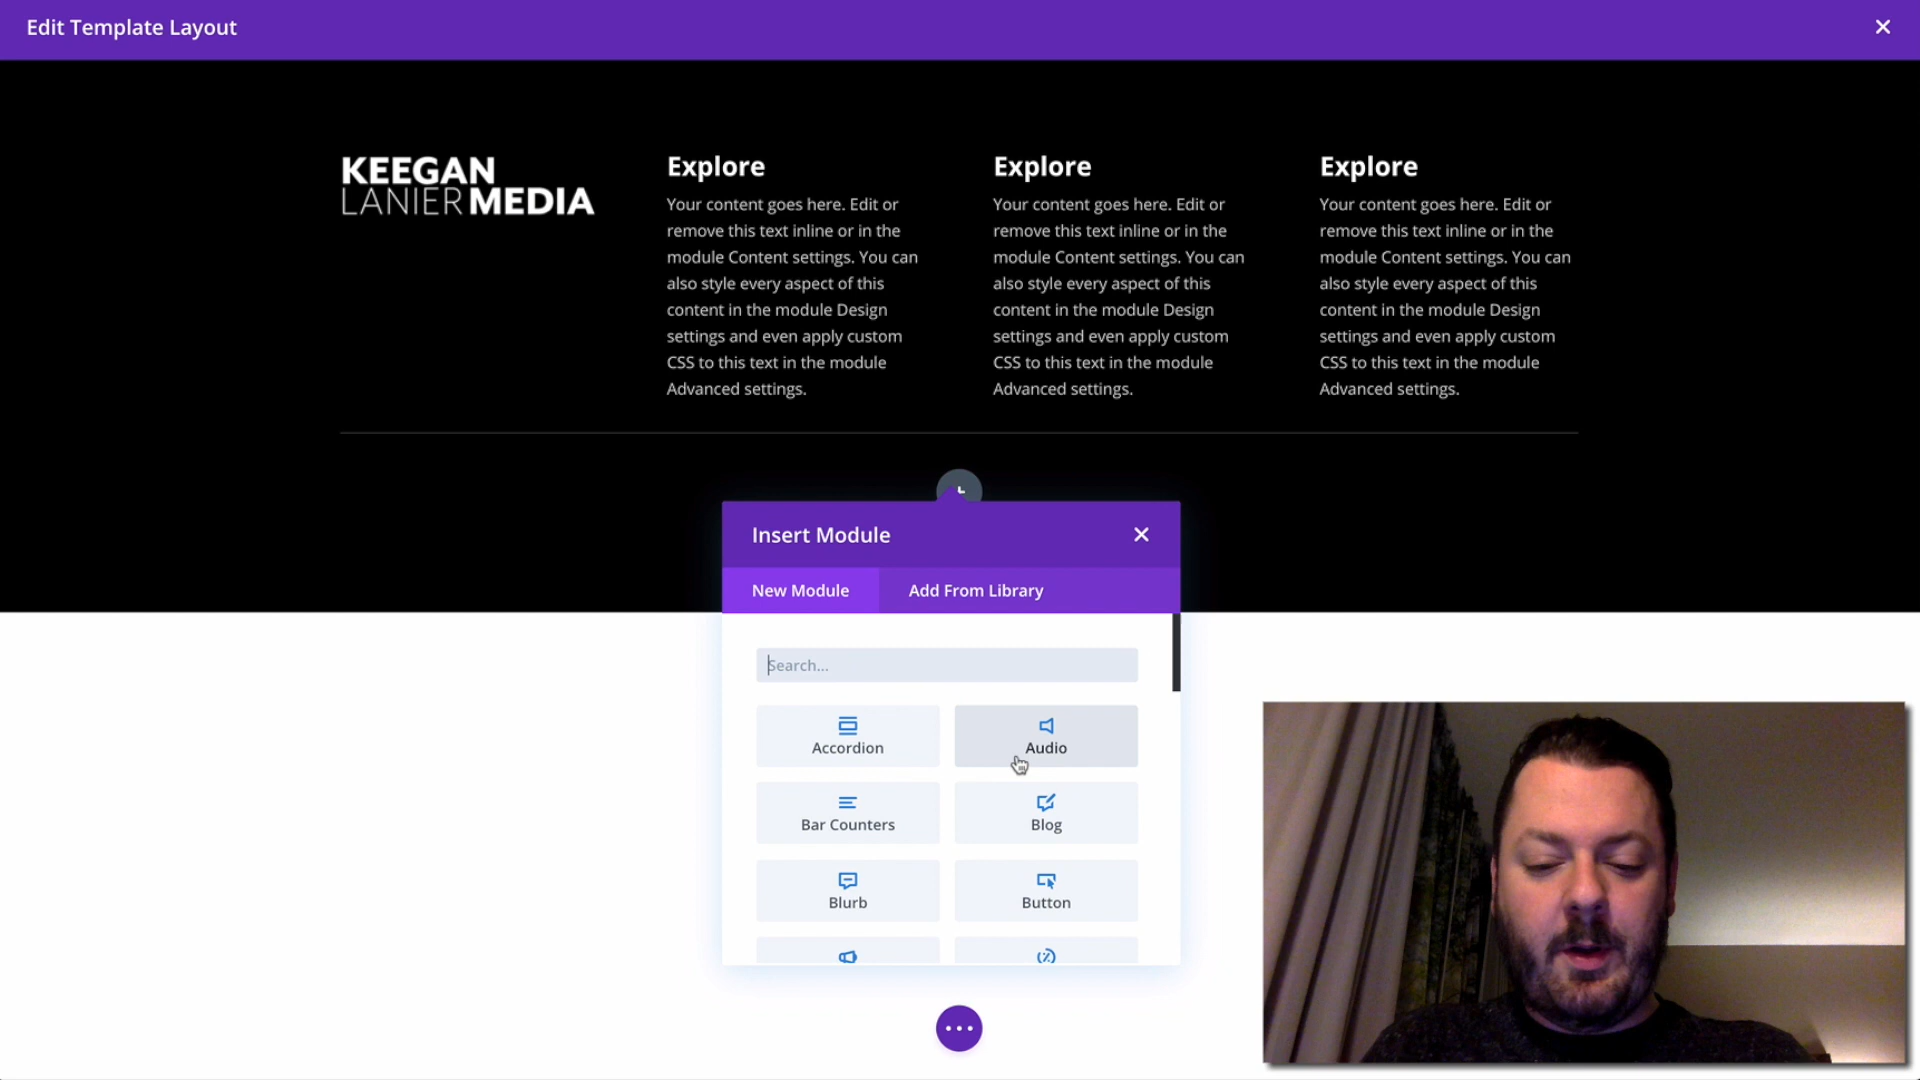 Edit Template Layout
KEEGAN
LANIER MEDIA
Explore
Your content goes here. Edit or
remove this text inline or in the
module Content settings. You can
also style every aspect of this
content in the module Design
settings and even apply custom
CSS to this text in the module
Advanced settings.
Explore
Your content goes here. Edit or
remove this text inline or in the
module Content settings. You can
also style every aspect of this
content in the module Design
settings and even apply custom
CSS to this text in the module
Advanced settings.
Explore
Your content goes here. Edit or
remove this text inline or in the
module Content settings. You can
also style every aspect of this
content in the module Design
settings and even apply custom
CSS to this text in the module
Advanced settings.
Insert Module
New Module
Add From Library
Search...
Accordion
Audio
Bar Counters
Blog
Blurb
Button